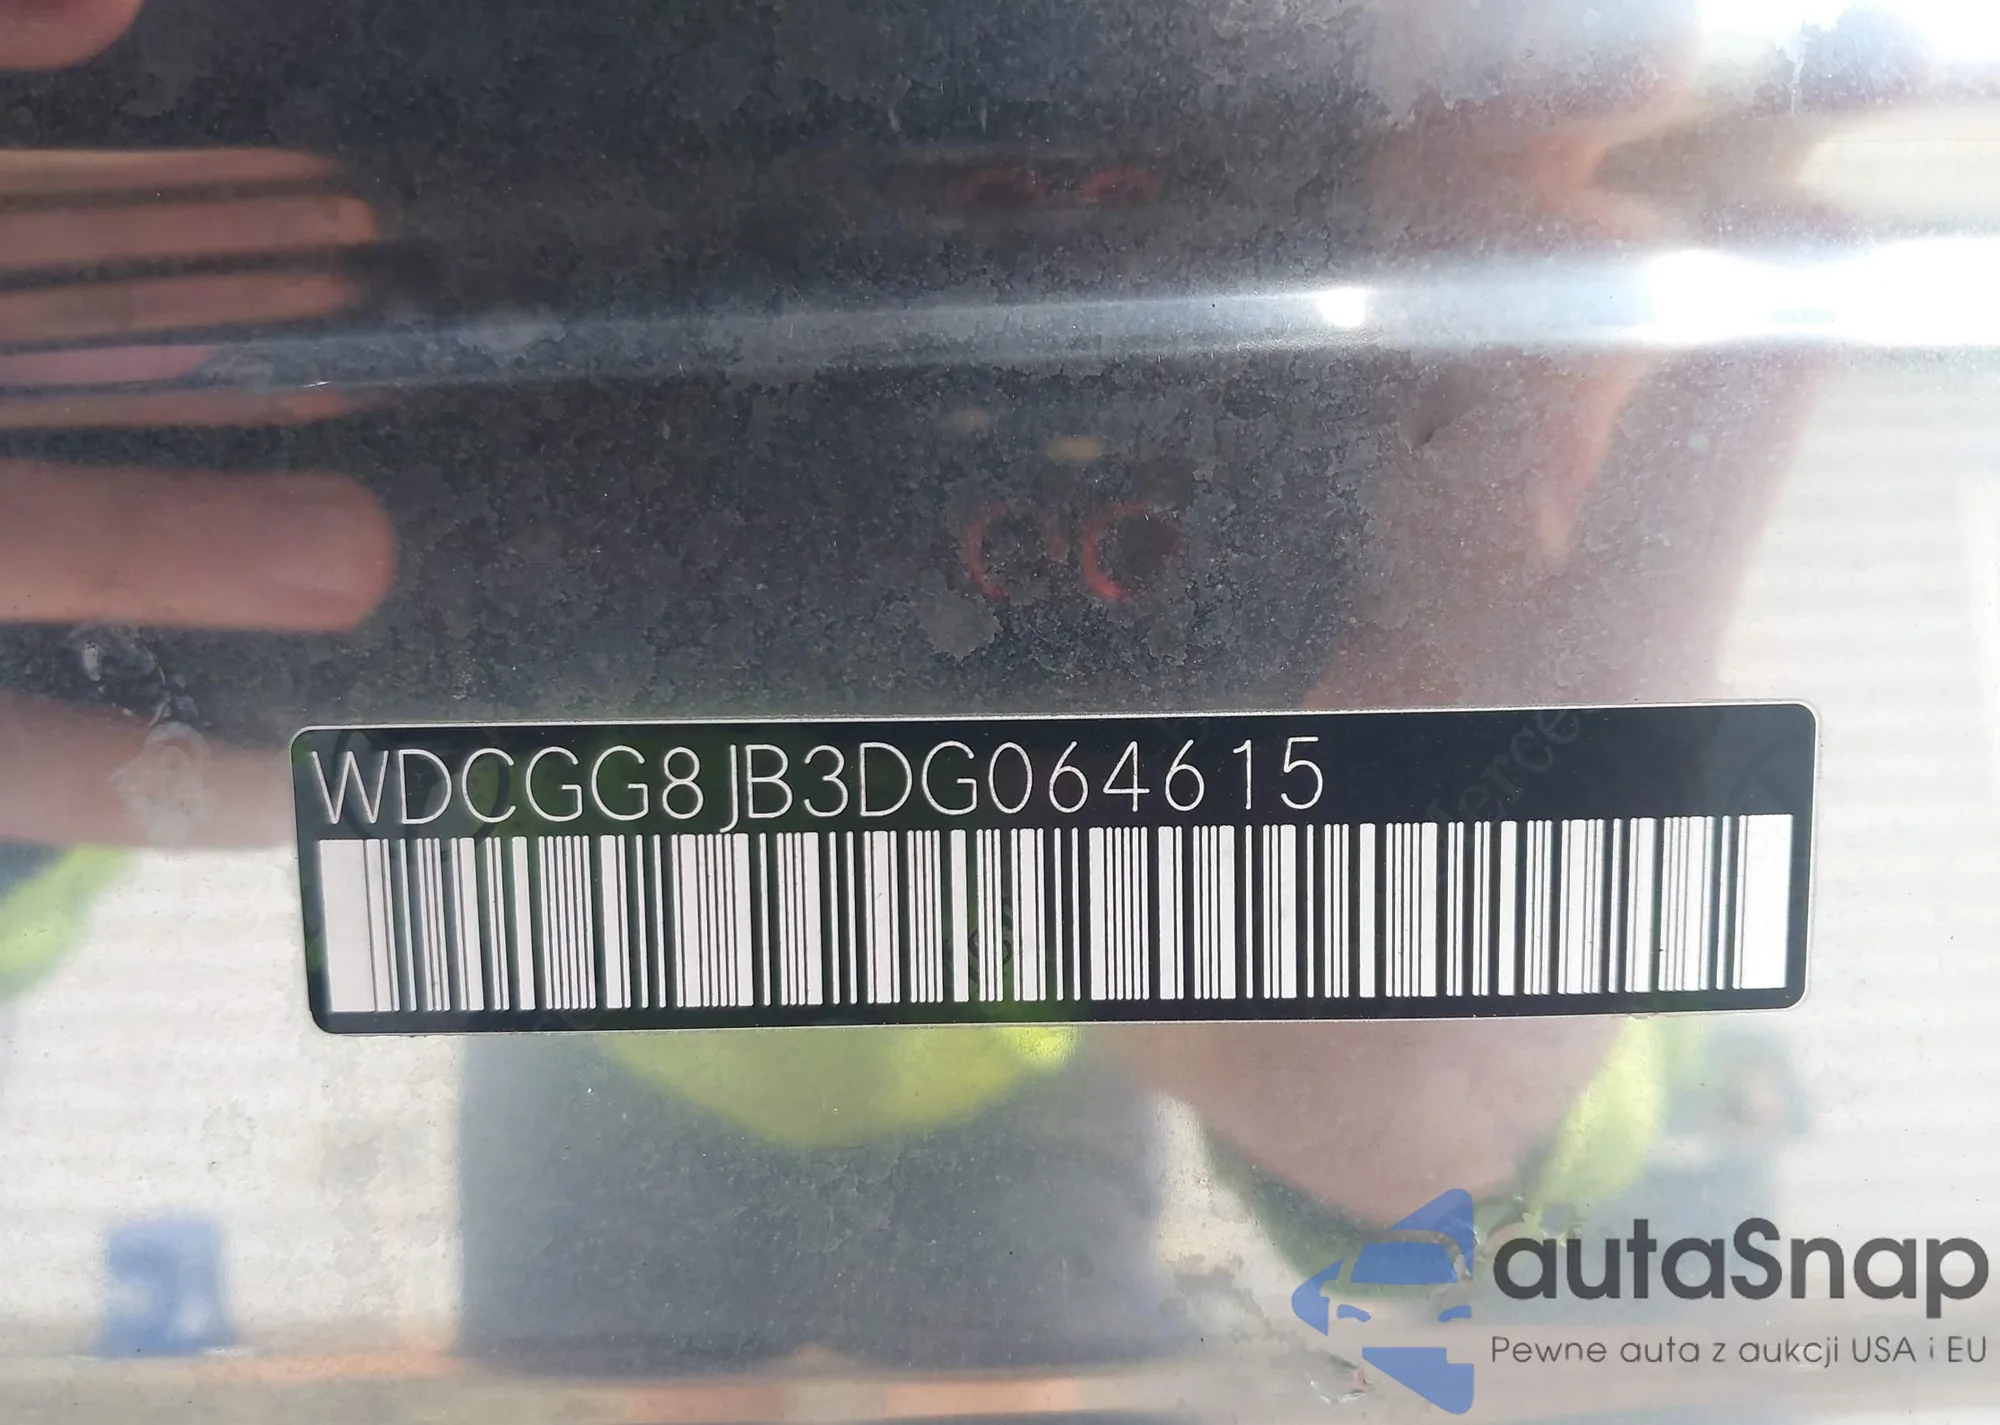 WDCGG8JB3DG064615
autaSnap
Pewne auta z aukcji USA i EU